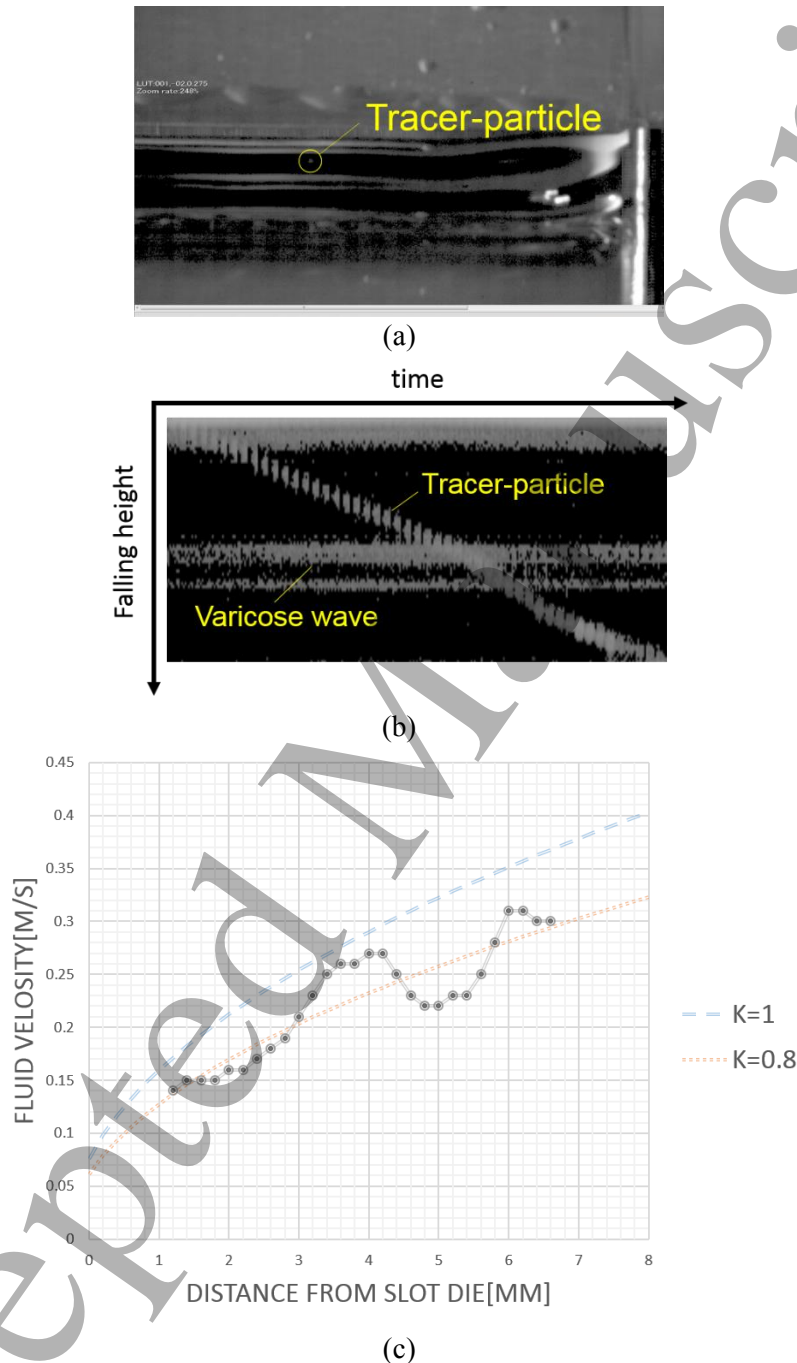 LUT:001.-02.0.275
Zoom rate:248%
Tracer-particle
(a)
time
Falling height
Tracer-particle
Varicose wave
(b)
0.45
0.4
0.35
0.3
0.25
0.2
0.15
0.1
0.05
0
FLUID VELOSITY[M/S]
0 1 2 3 4 5 6 7 8
DISTANCE FROM SLOT DIE[MM]
K=1
K=0.8
(c)
epted Manuscri